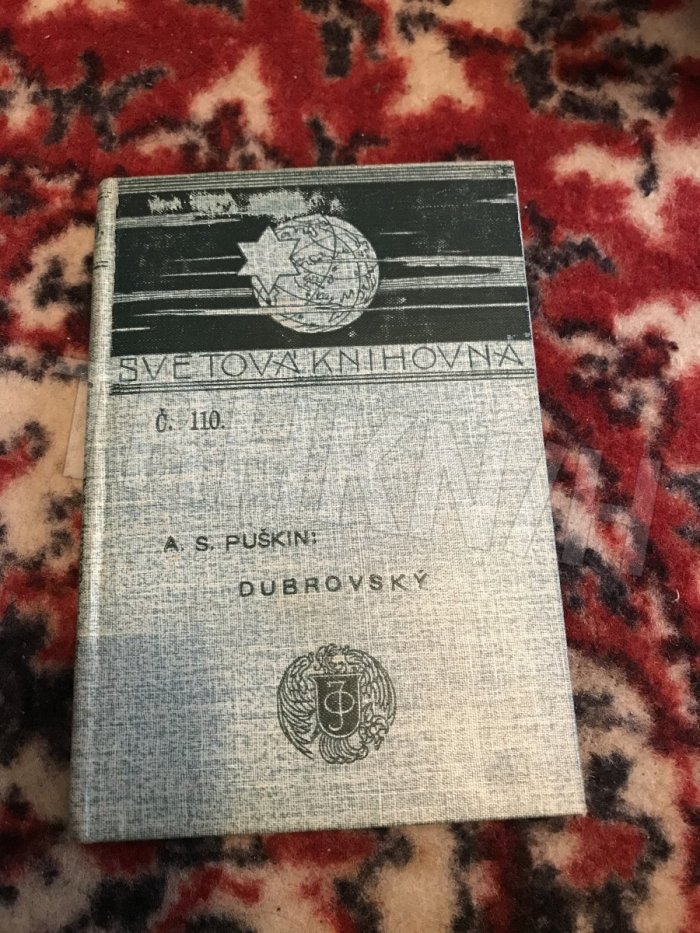 SVĚTOVÁ KNIHOVNA
Č. 110.
A. S. PUŠKIN:
DUBROVSKÝ